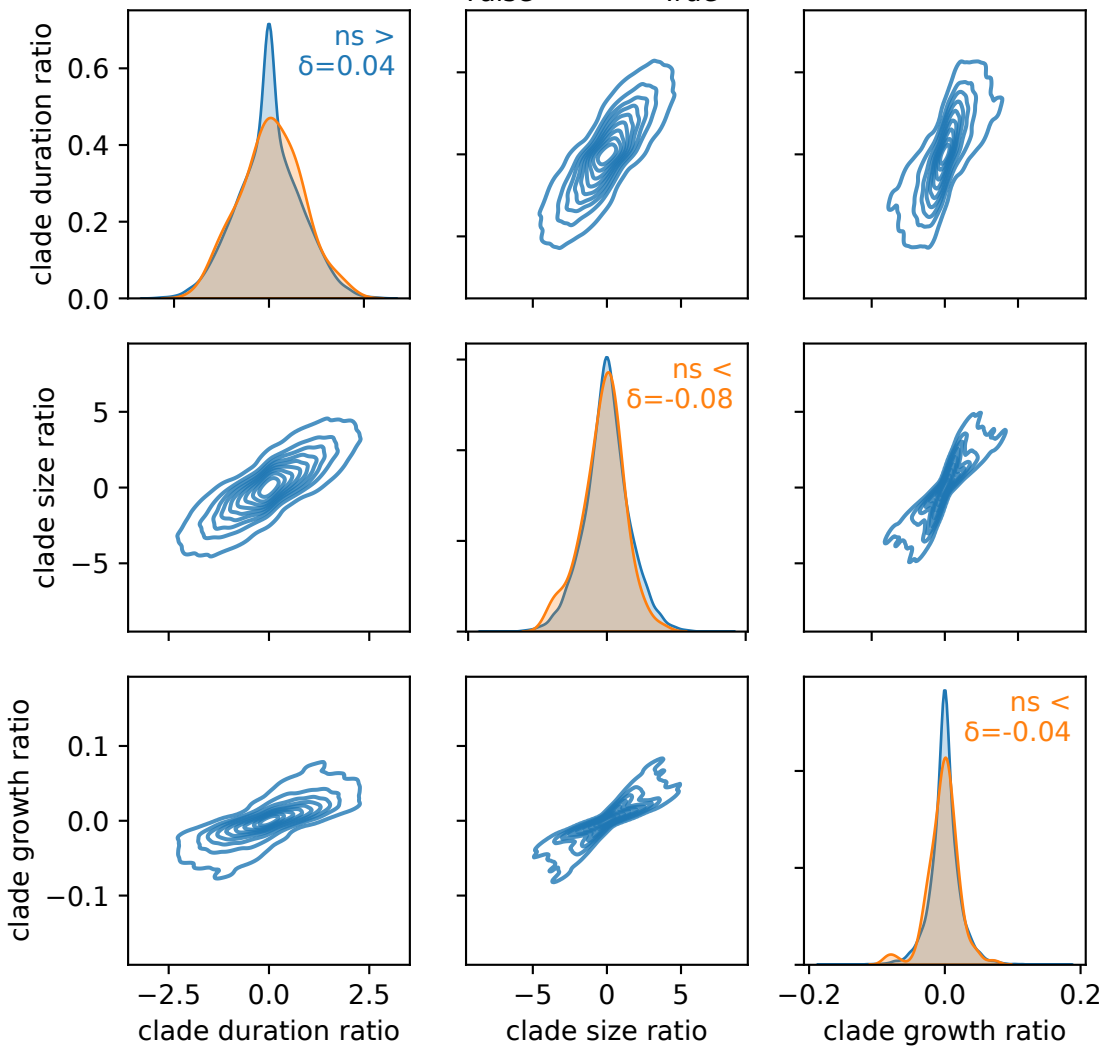 ns >
δ=0.04
clade duration ratio
0.6
0.4
0.2
0.0
ns <
δ=-0.08
clade size ratio
5
0
−5
ns <
δ=-0.04
clade growth ratio
0.1
0.0
−0.1
−2.5 0.0 2.5 −5 0 5 −0.2 0.0 0.2
clade duration ratio clade size ratio clade growth ratio